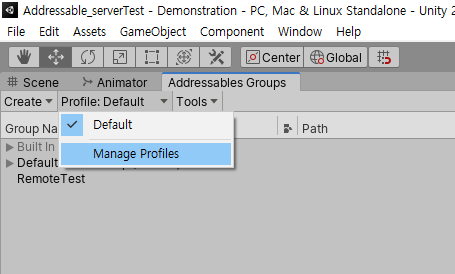 Addressable_serverTest - Demonstration - PC, Mac & Linux Standalone - Unity 2
File Edit Assets GameObject Component Window Help
Center Global
Scene Animator Addressables Groups
Create Profile: Default Tools
Default
Group Na Path
Manage Profiles
Built In
Default
RemoteTest